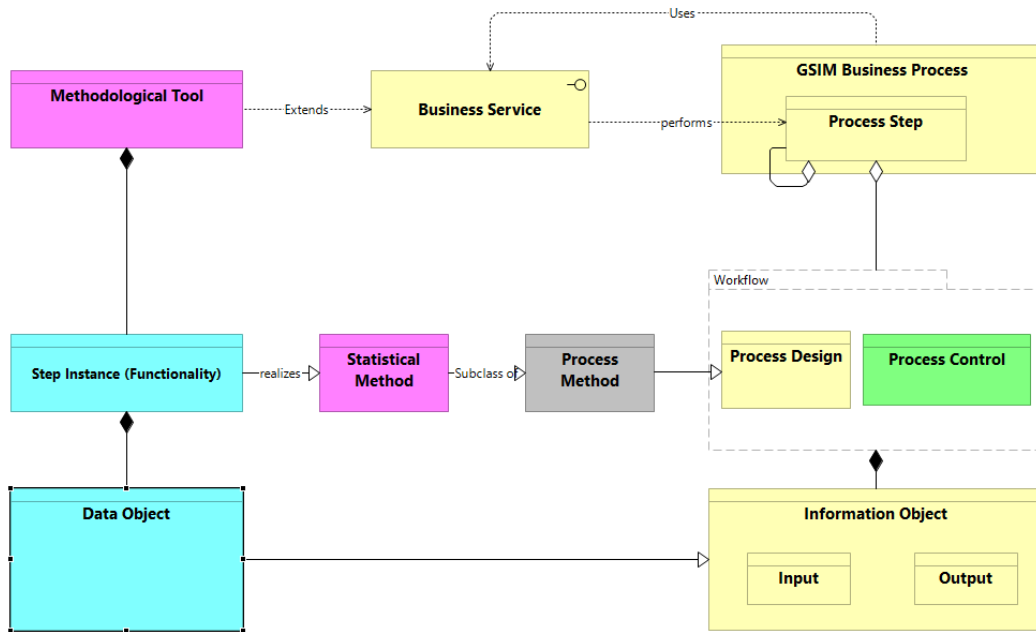 Uses
GSIM Business Process
Methodological Tool
Extends
Business Service
performs
Process Step
Workflow
Step Instance (Functionality)
realizes
Statistical
Method
Subclass of
Process
Method
Process Design
Process Control
Data Object
Information Object
Input
Output